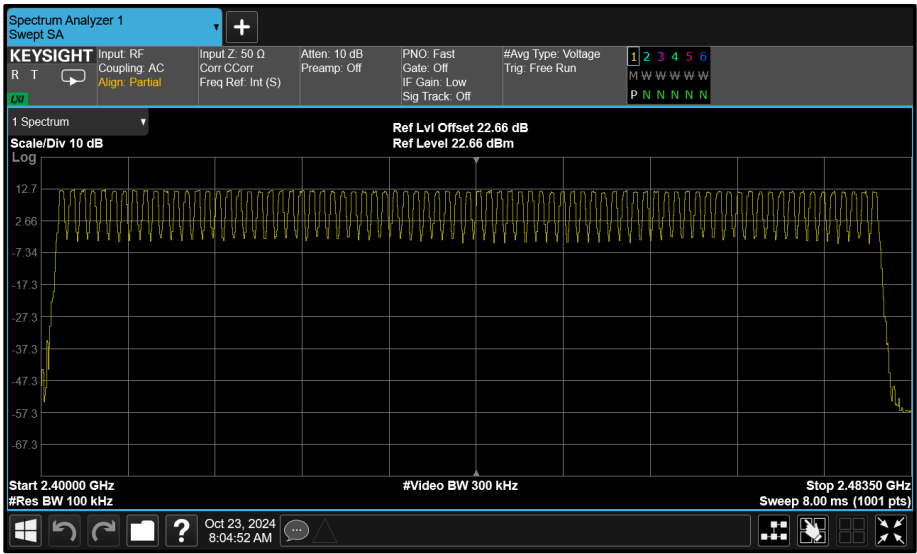 Spectrum Analyzer 1
Swept SA
+
KEYSIGHT
R T
LXI
Input: RF
Coupling: AC
Align: Partial
Input Z: 50 Ω
Corr CCorr
Freq Ref: Int (S)
Atten: 10 dB
Preamp: Off
PNO: Fast
Gate: Off
IF Gain: Low
Sig Track: Off
#Avg Type: Voltage
Trig: Free Run
1 2 3 4 5 6
M W W W W W
P N N N N N
1 Spectrum
Scale/Div 10 dB
Ref Lvl Offset 22.66 dB
Ref Level 22.66 dBm
Log
12.7
2.66
-7.34
-17.3
-27.3
-37.3
-47.3
-57.3
-67.3
Start 2.40000 GHz
#Res BW 100 kHz
#Video BW 300 kHz
Stop 2.48350 GHz
Sweep 8.00 ms (1001 pts)
?
Oct 23, 2024
8:04:52 AM